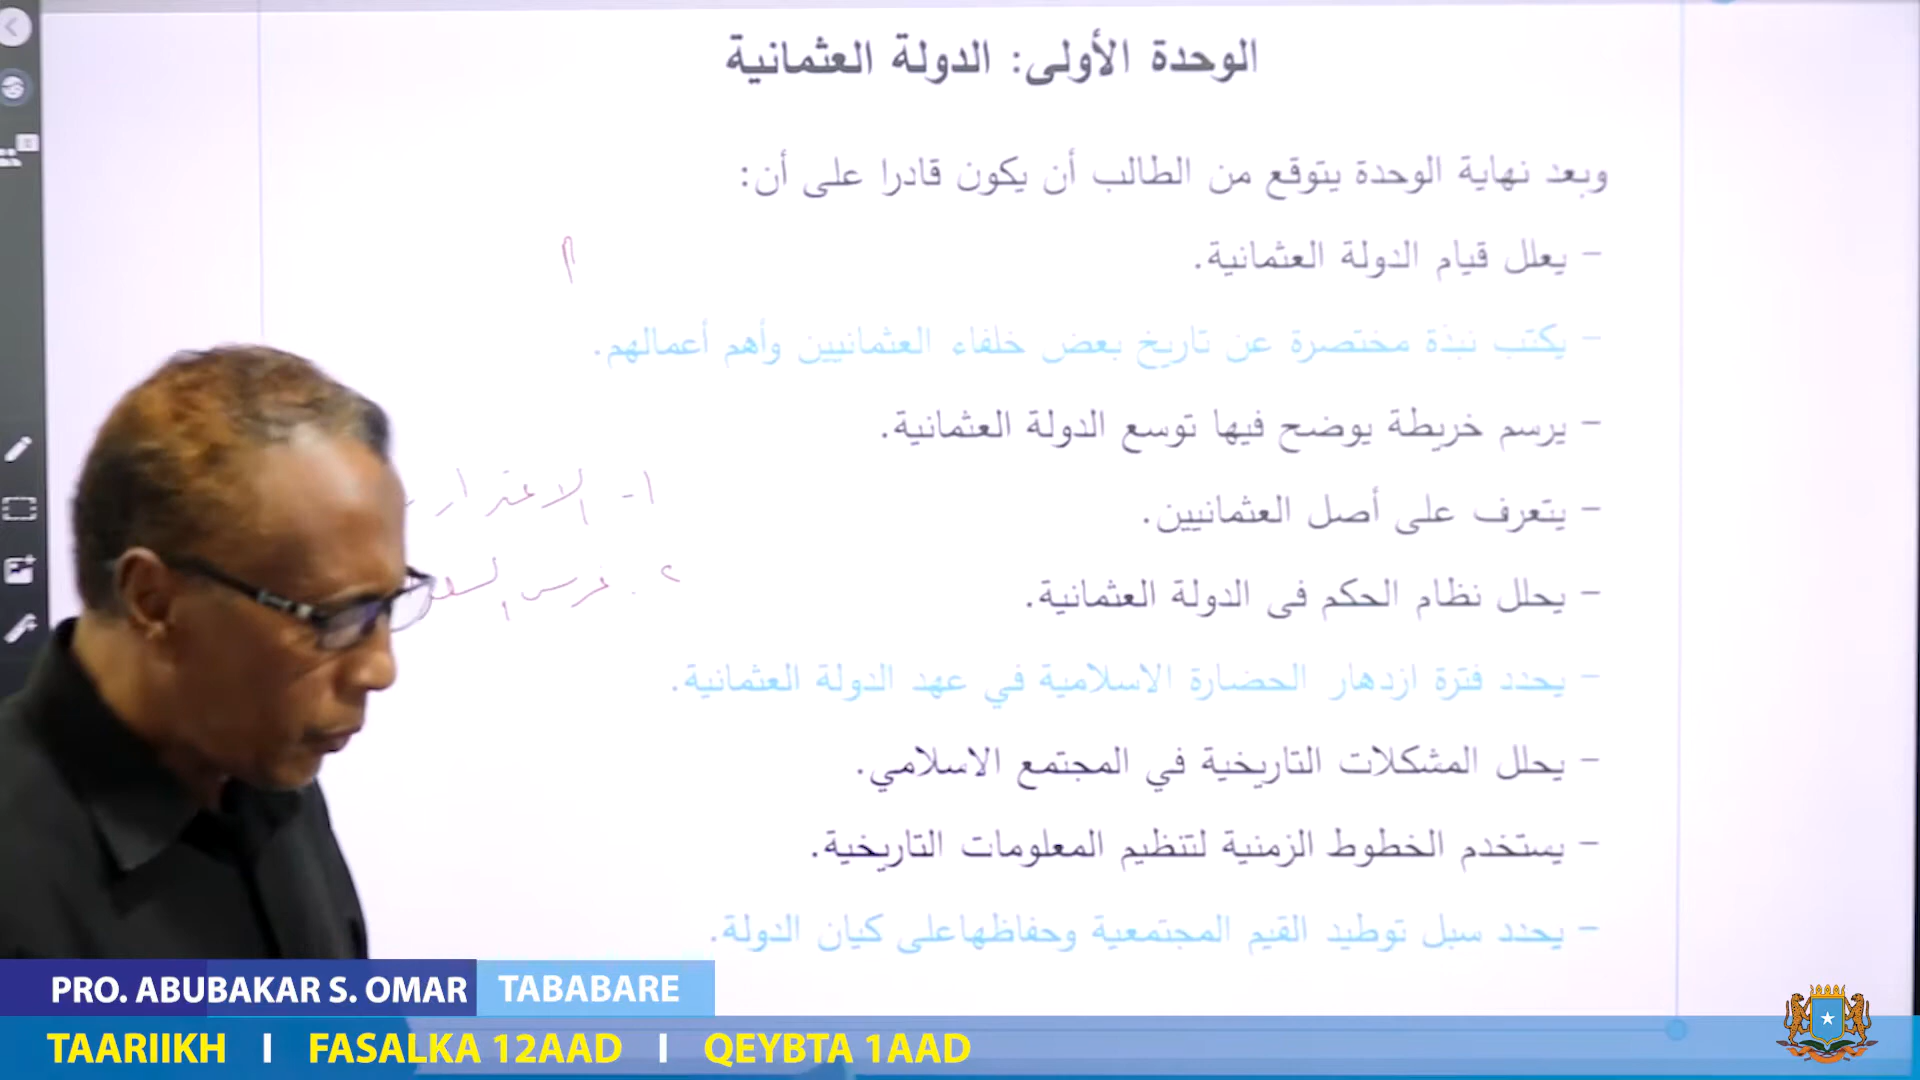 الوحدة الأولى: الدولة العثمانية
وبعد نهاية الوحدة يتوقع من الطالب أن يكون قادرا على أن:
– يعلل قيام الدولة العثمانية.
– يكتب نبذة مختصرة عن تاريخ بعض خلفاء العثمانيين وأهم أعمالهم.
– يرسم خريطة يوضح فيها توسع الدولة العثمانية.
– يتعرف على أصل العثمانيين.
– يحلل نظام الحكم فى الدولة العثمانية.
– يحدد فترة ازدهار الحضارة الاسلامية في عهد الدولة العثمانية.
– يحلل المشكلات التاريخية في المجتمع الاسلامي.
– يستخدم الخطوط الزمنية لتنظيم المعلومات التاريخية.
– يحدد سبل توطيد القيم المجتمعية وحفاظهاعلى كيان الدولة.
١-
٢.
PRO. ABUBAKAR S. OMAR TABABARE
TAARIIKH I FASALKA 12AAD I QEYBTA 1AAD